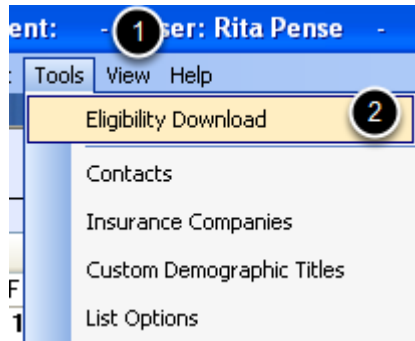 ent: - 1 ser: Rita Pense -
Tools View Help
Eligibility Download 2
Contacts
Insurance Companies
Custom Demographic Titles
F
List Options
1